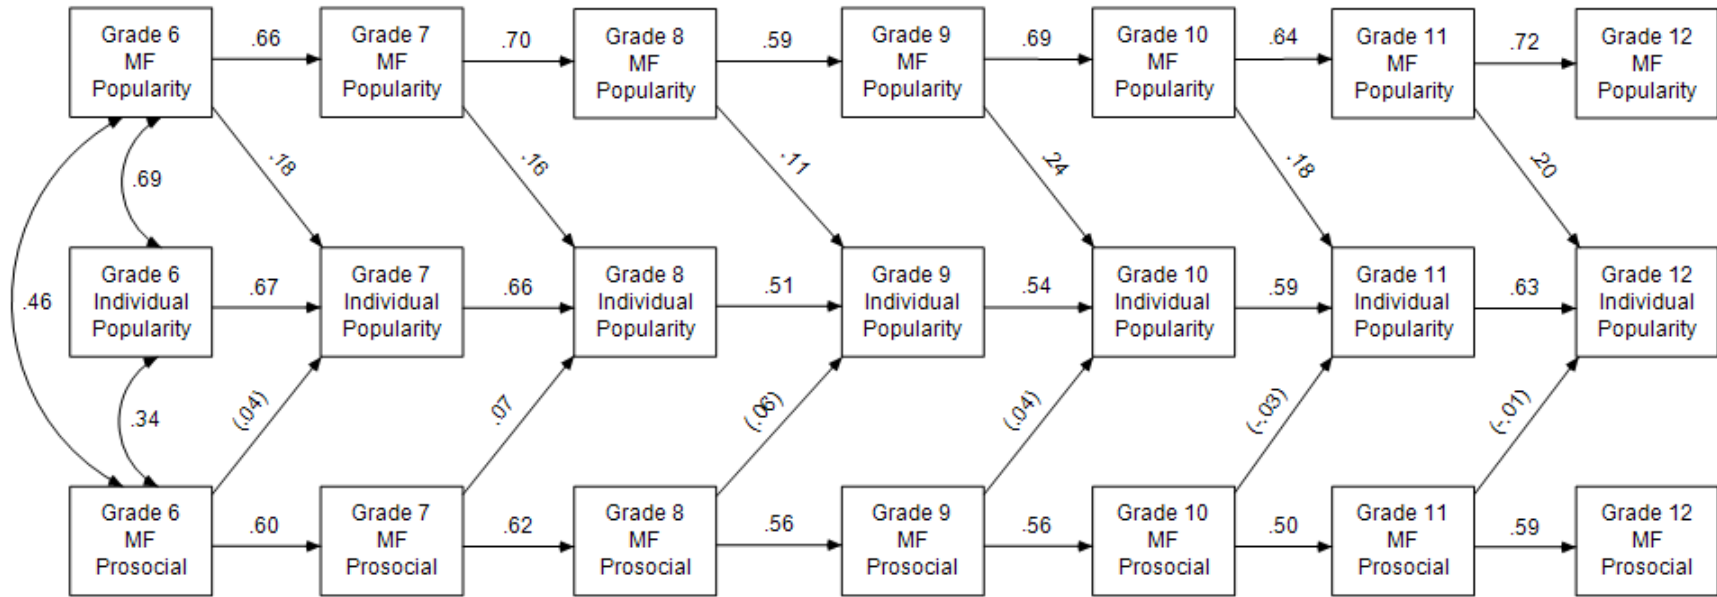 Grade 6
MF
Popularity
.66
Grade 7
MF
Popularity
.70
Grade 8
MF
Popularity
.59
Grade 9
MF
Popularity
.69
Grade 10
MF
Popularity
.64
Grade 11
MF
Popularity
.72
Grade 12
MF
Popularity
.69
.18
.16
.11
.24
.18
.20
.46
Grade 6
Individual
Popularity
.67
Grade 7
Individual
Popularity
.66
Grade 8
Individual
Popularity
.51
Grade 9
Individual
Popularity
.54
Grade 10
Individual
Popularity
.59
Grade 11
Individual
Popularity
.63
Grade 12
Individual
Popularity
.34
(.04)
.07
(.06)
(.04)
(-.03)
(-.01)
Grade 6
MF
Prosocial
.60
Grade 7
MF
Prosocial
.62
Grade 8
MF
Prosocial
.56
Grade 9
MF
Prosocial
.56
Grade 10
MF
Prosocial
.50
Grade 11
MF
Prosocial
.59
Grade 12
MF
Prosocial